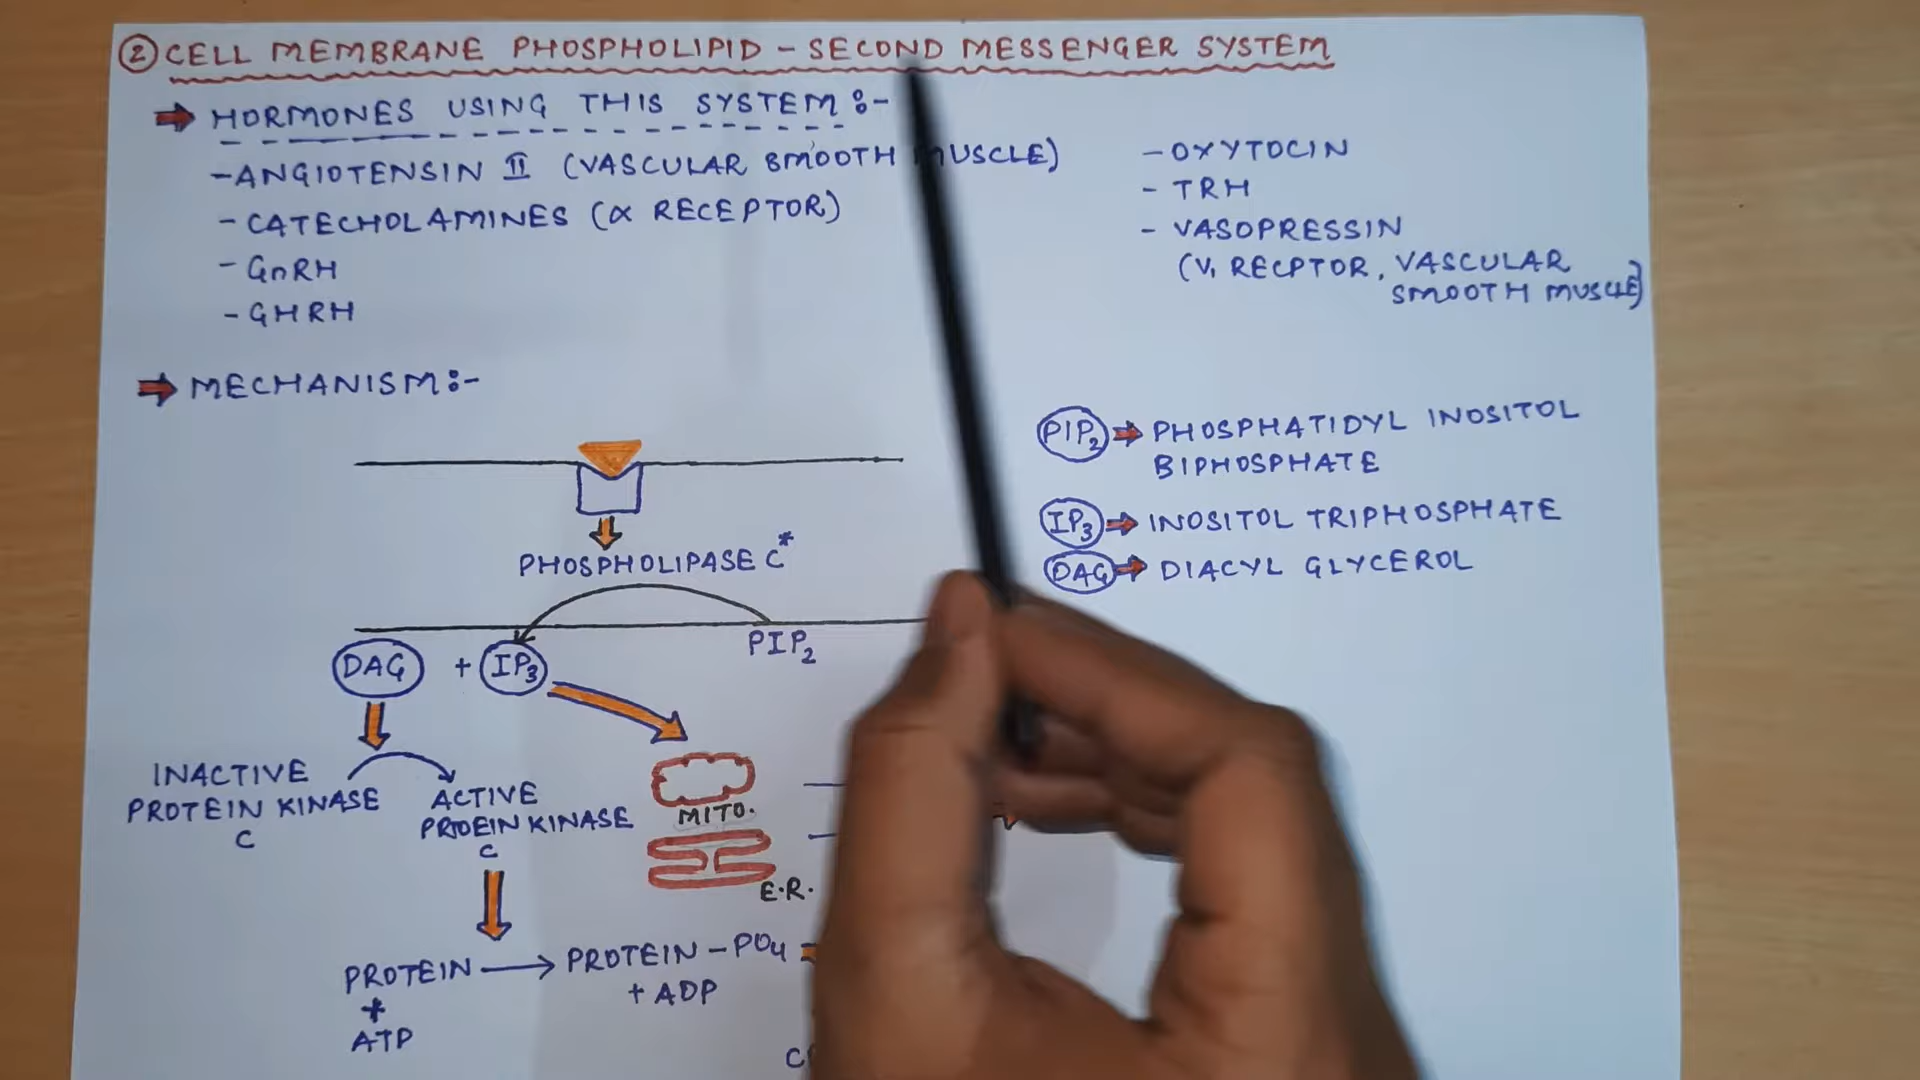 ② CELL MEMBRANE PHOSPHOLIPID - SECOND MESSENGER SYSTEM
HORMONES USING THIS SYSTEM :-
- ANGIOTENSIN II (VASCULAR SMOOTH MUSCLE)
- CATECHOLAMINES (α RECEPTOR)
- GnRH
- GHRH
- OXYTOCIN
- TRH
- VASOPRESSIN
(V1 RECPTOR, VASCULAR
SMOOTH MUSCLE)
MECHANISM :-
PHOSPHOLIPASE C*
PIP2
DAG + IP3
INACTIVE
PROTEIN KINASE
C
ACTIVE
PROEIN KINASE
C
MITO.
E.R.
PROTEIN → PROTEIN - PO4
+
ATP
+ ADP
PIP2 → PHOSPHATIDYL INOSITOL
BIPHOSPHATE
IP3 → INOSITOL TRIPHOSPHATE
DAG → DIACYL GLYCEROL